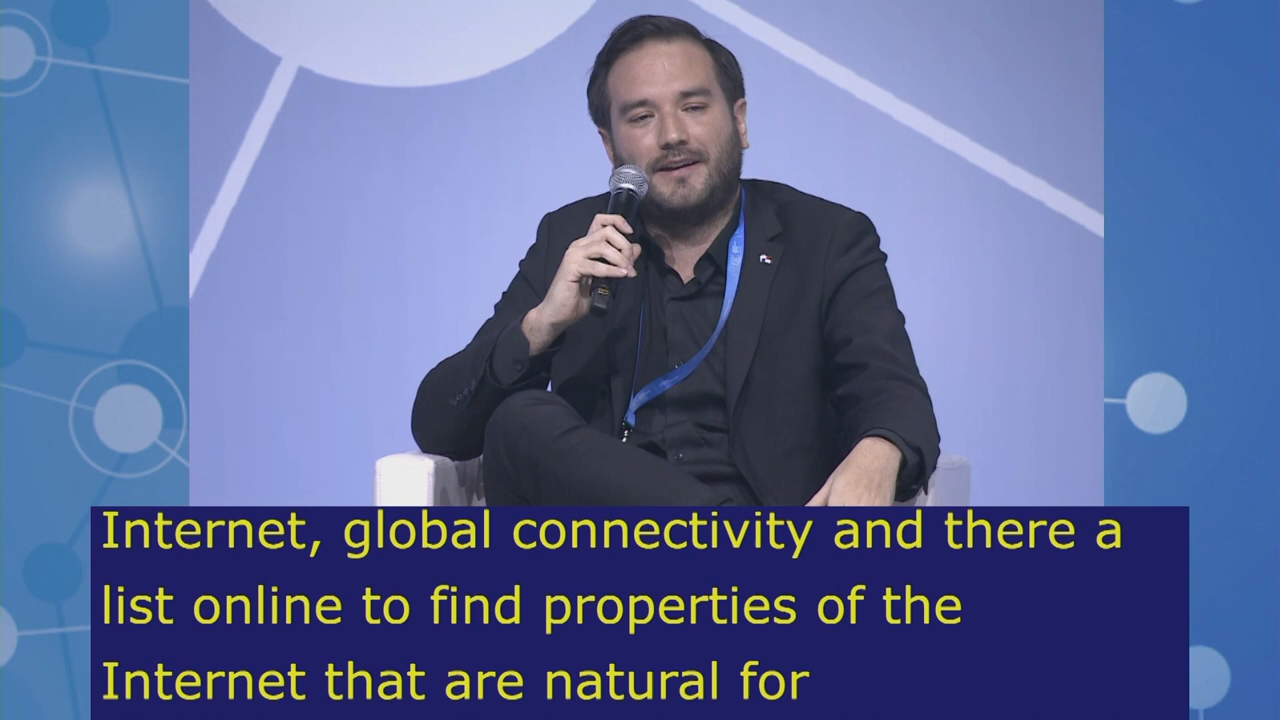 Internet, global connectivity and there a
list online to find properties of the
Internet that are natural for